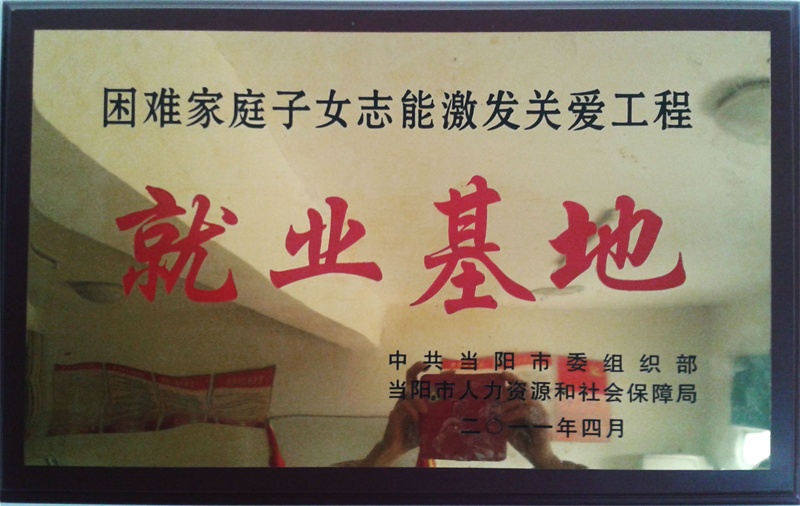 困难家庭子女志能激发关爱工程
就业基地
中共当阳市委组织部
当阳市人力资源和社会保障局
二〇一一年四月